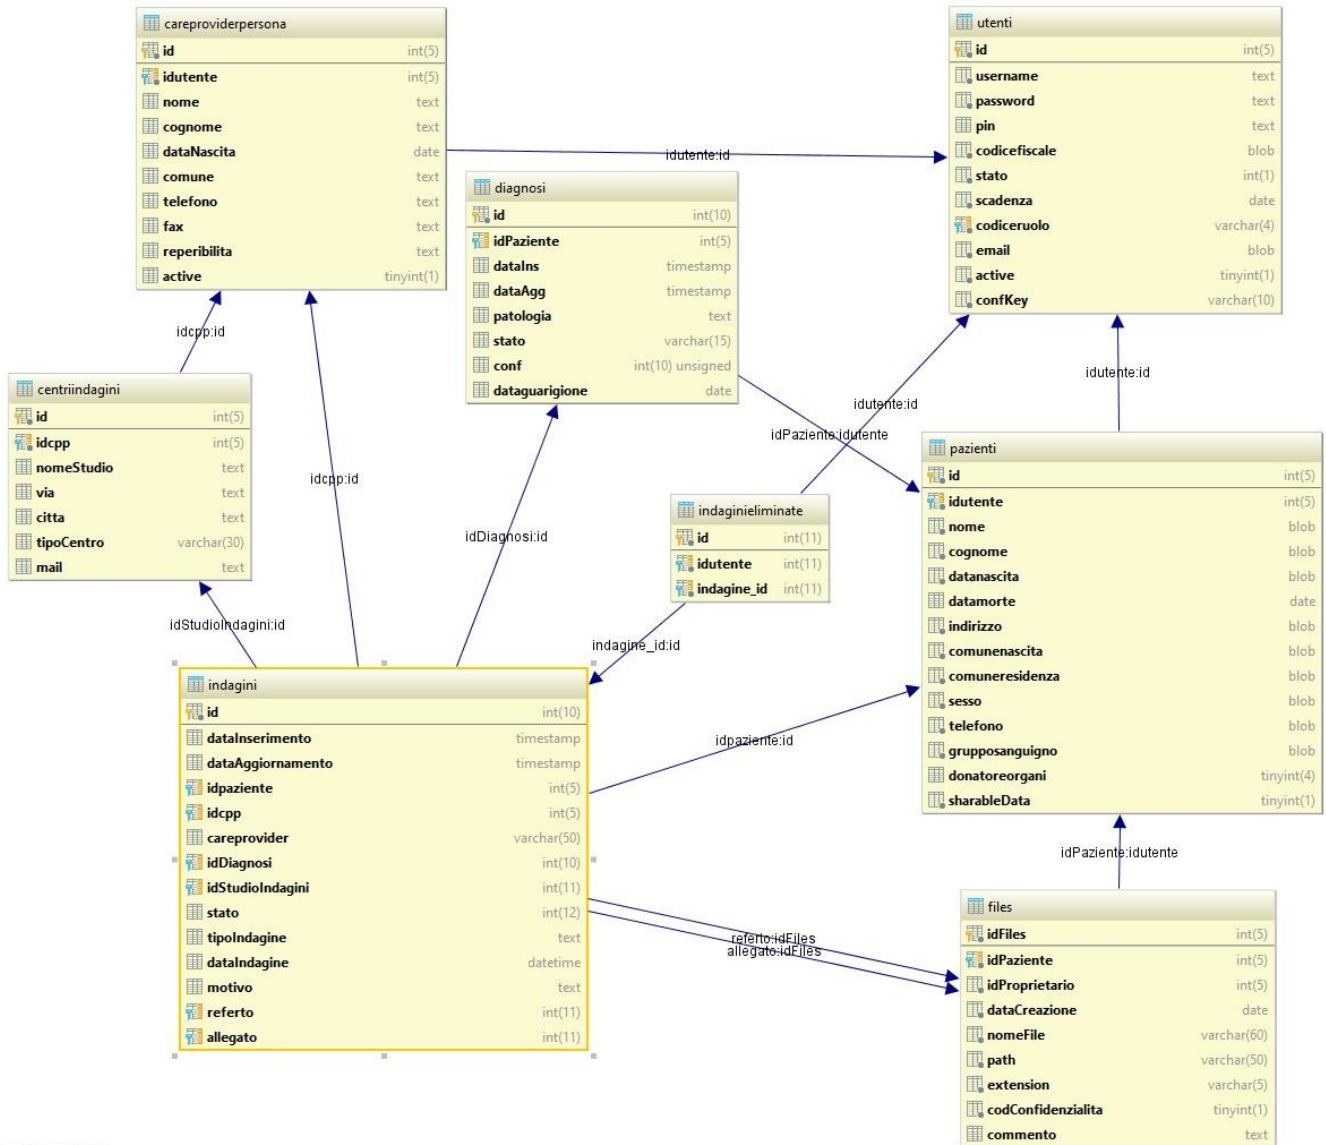 careproviderpersona
id int(5)
idutente int(5)
nome text
cognome text
dataNascita date
comune text
telefono text
fax text
reperibilita text
active tinyint(1)
utenti
id int(5)
username text
password text
pin text
codicefiscale blob
stato int(1)
scadenza date
codiceruolo varchar(4)
email blob
active tinyint(1)
confKey varchar(10)
idutente:id
diagnosi
id int(10)
idPaziente int(5)
dataIns timestamp
dataAgg timestamp
patologia text
stato varchar(15)
conf int(10) unsigned
dataguarigione date
idcpp:id
centriindagini
id int(5)
idcpp int(5)
nomeStudio text
via text
citta text
tipoCentro varchar(30)
mail text
idcpp:id
idDiagnosi:id
idPaziente:idutente
idutente:id
idutente:id
indaginieliminate
id int(11)
idutente int(11)
indagine_id int(11)
pazienti
id int(5)
idutente int(5)
nome blob
cognome blob
datanascita blob
datamorte date
indirizzo blob
comunenascita blob
comuneresidenza blob
sesso blob
telefono blob
grupposanguigno blob
donatoreorgani tinyint(4)
sharableData tinyint(1)
idStudioIndagini:id
indagine_id:id
indagini
id int(10)
dataInserimento timestamp
dataAggiornamento timestamp
idpaziente int(5)
idcpp int(5)
careprovider varchar(50)
idDiagnosi int(10)
idStudioIndagini int(11)
stato int(12)
tipoIndagine text
dataIndagine datetime
motivo text
referto int(11)
allegato int(11)
idpaziente:id
idPaziente:idutente
referto:idFiles
allegato:idFiles
files
idFiles int(5)
idPaziente int(5)
idProprietario int(5)
dataCreazione date
nomeFile varchar(60)
path varchar(50)
extension varchar(5)
codConfidenzialita tinyint(1)
commento text